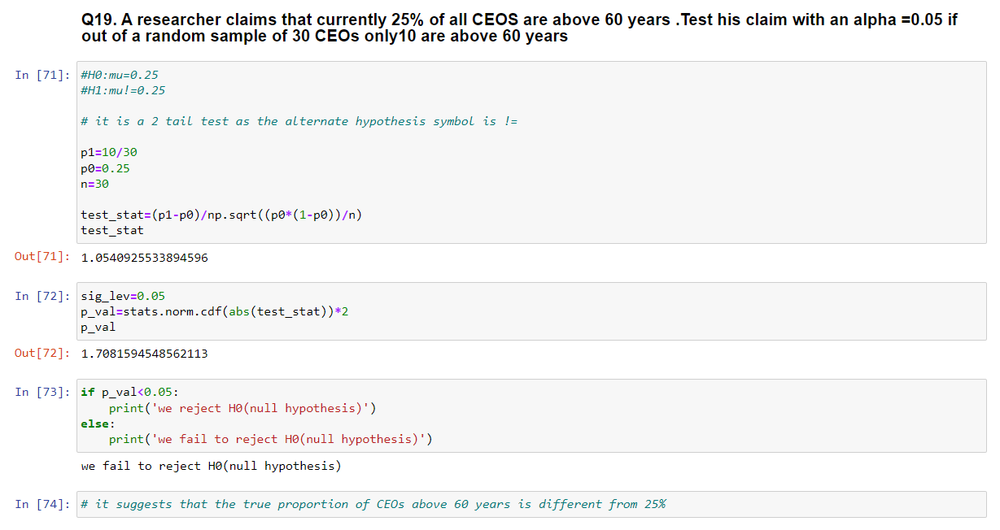 Q19. A researcher claims that currently 25% of all CEOS are above 60 years .Test his claim with an alpha =0.05 if
out of a random sample of 30 CEOs only10 are above 60 years
In [71]: #H0:mu=0.25
#H1:mu!=0.25
# it is a 2 tail test as the alternate hypothesis symbol is !=
p1=10/30
p0=0.25
n=30
test_stat=(p1-p0)/np.sqrt((p0*(1-p0))/n)
test_stat
Out[71]: 1.0540925533894596
In [72]: sig_lev=0.05
p_val=stats.norm.cdf(abs(test_stat))*2
p_val
Out[72]: 1.7081594548562113
In [73]: if p_val<0.05:
    print('we reject H0(null hypothesis)')
else:
    print('we fail to reject H0(null hypothesis)')
we fail to reject H0(null hypothesis)
In [74]: # it suggests that the true proportion of CEOs above 60 years is different from 25%